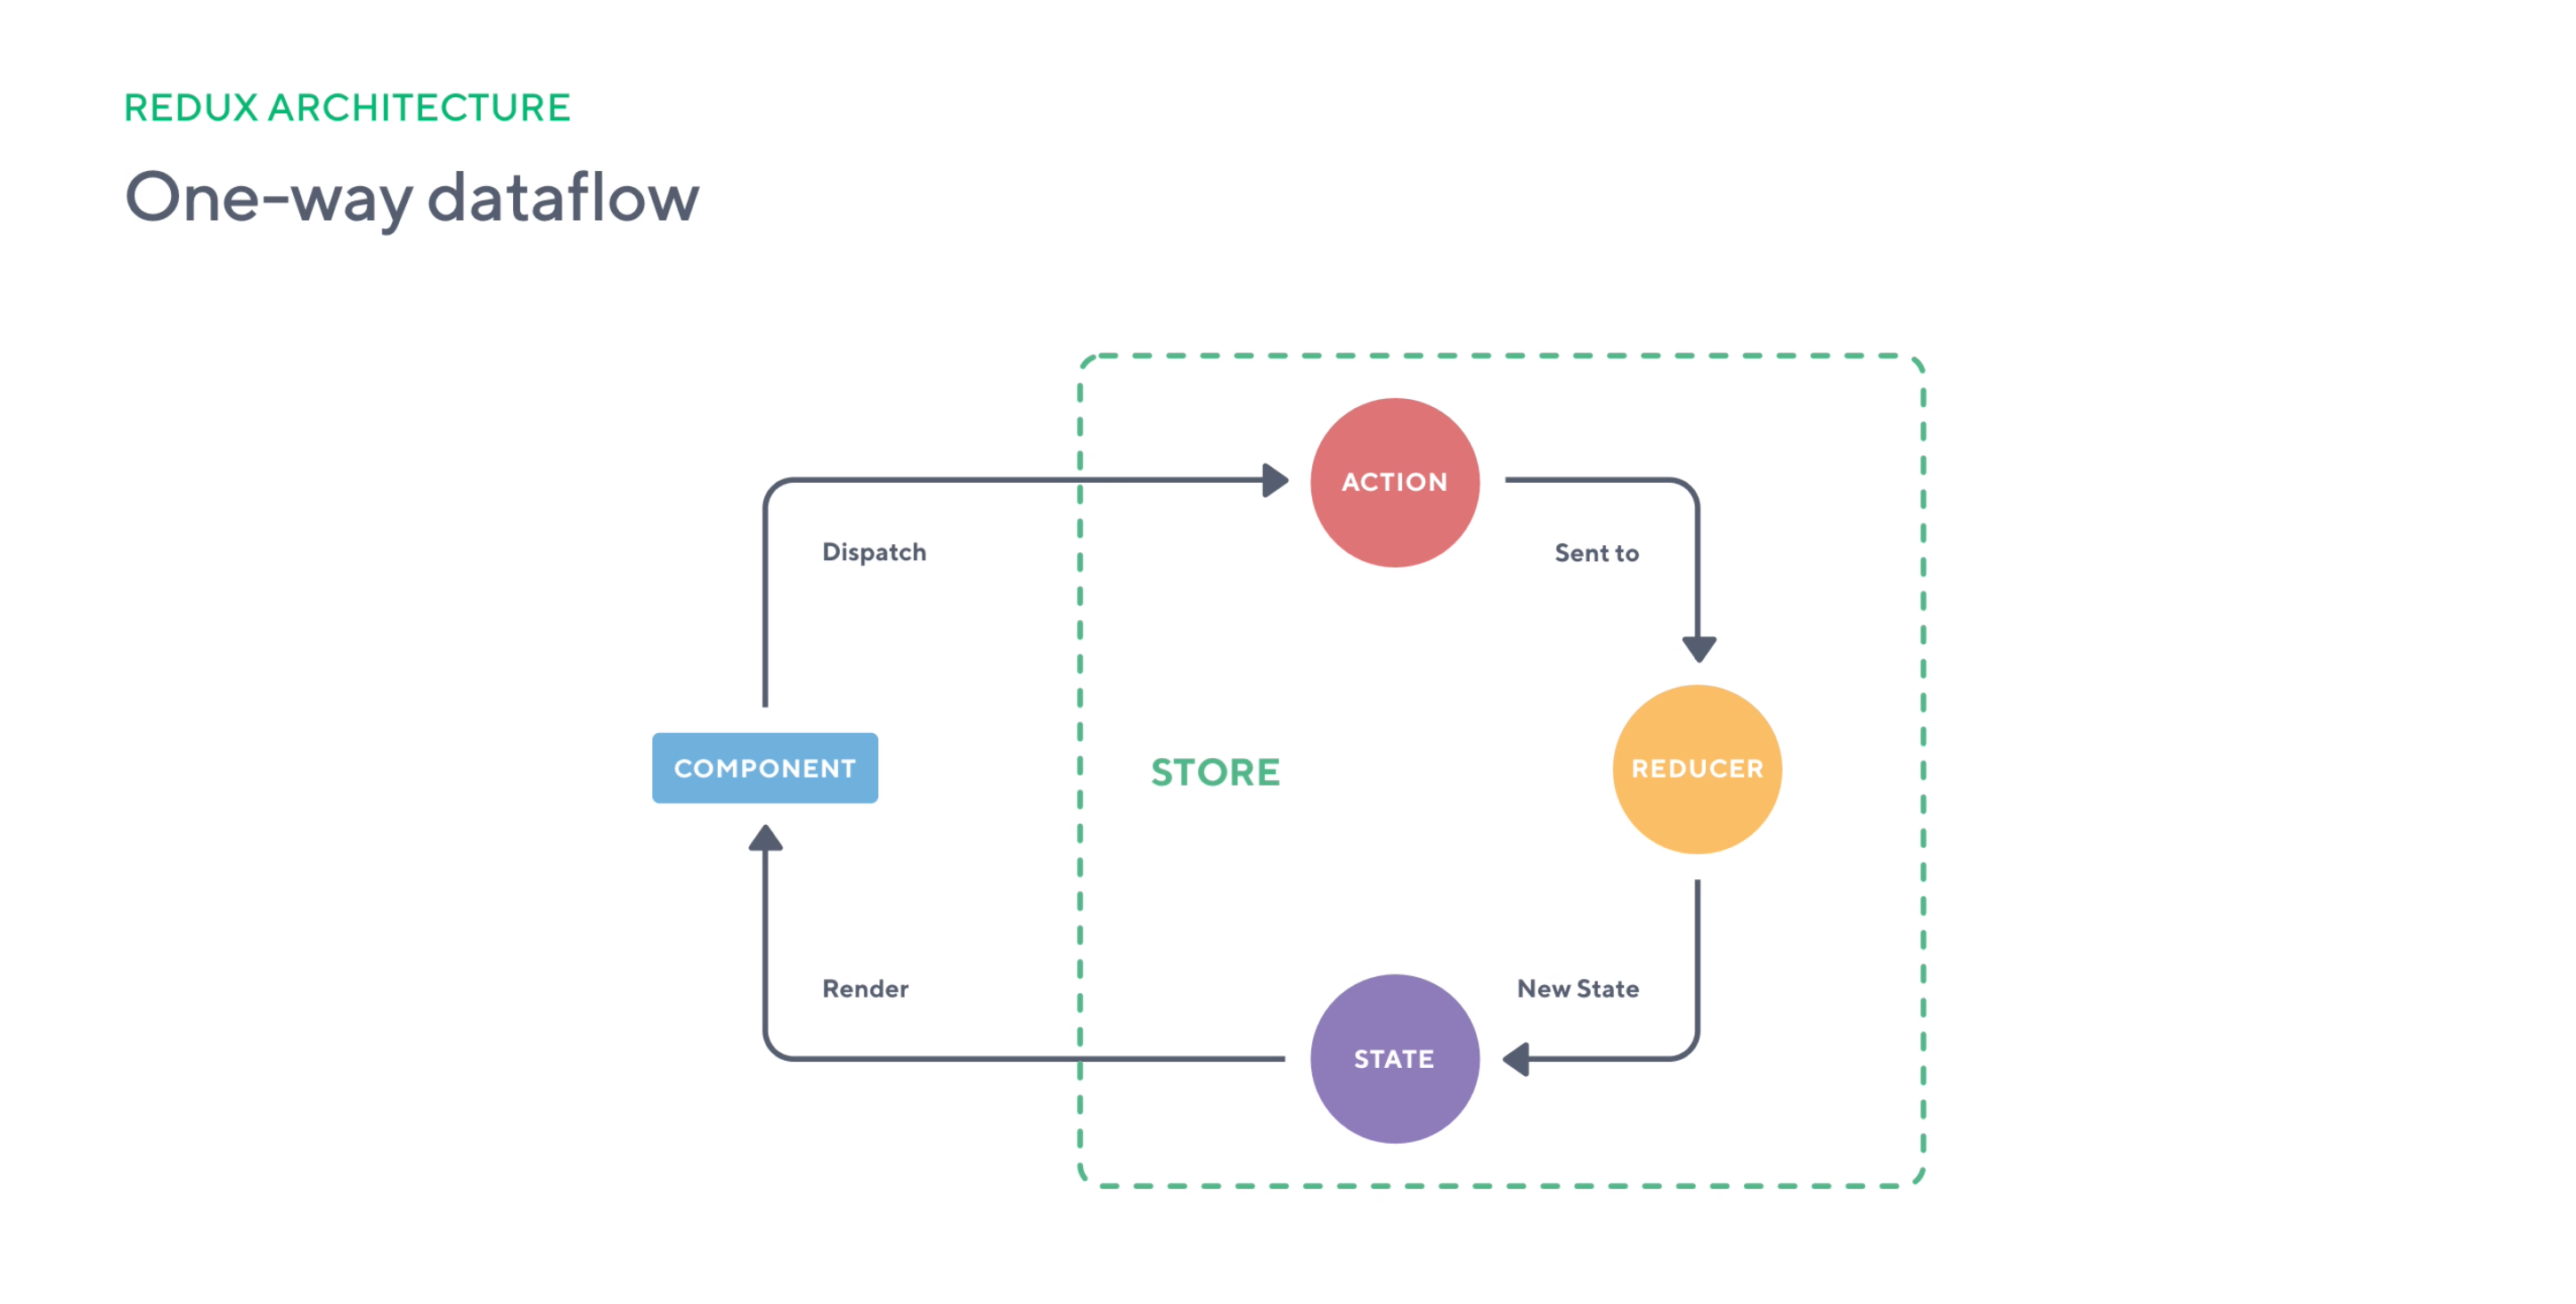 REDUX ARCHITECTURE
One-way dataflow
ACTION
Dispatch
Sent to
COMPONENT
STORE
REDUCER
Render
New State
STATE